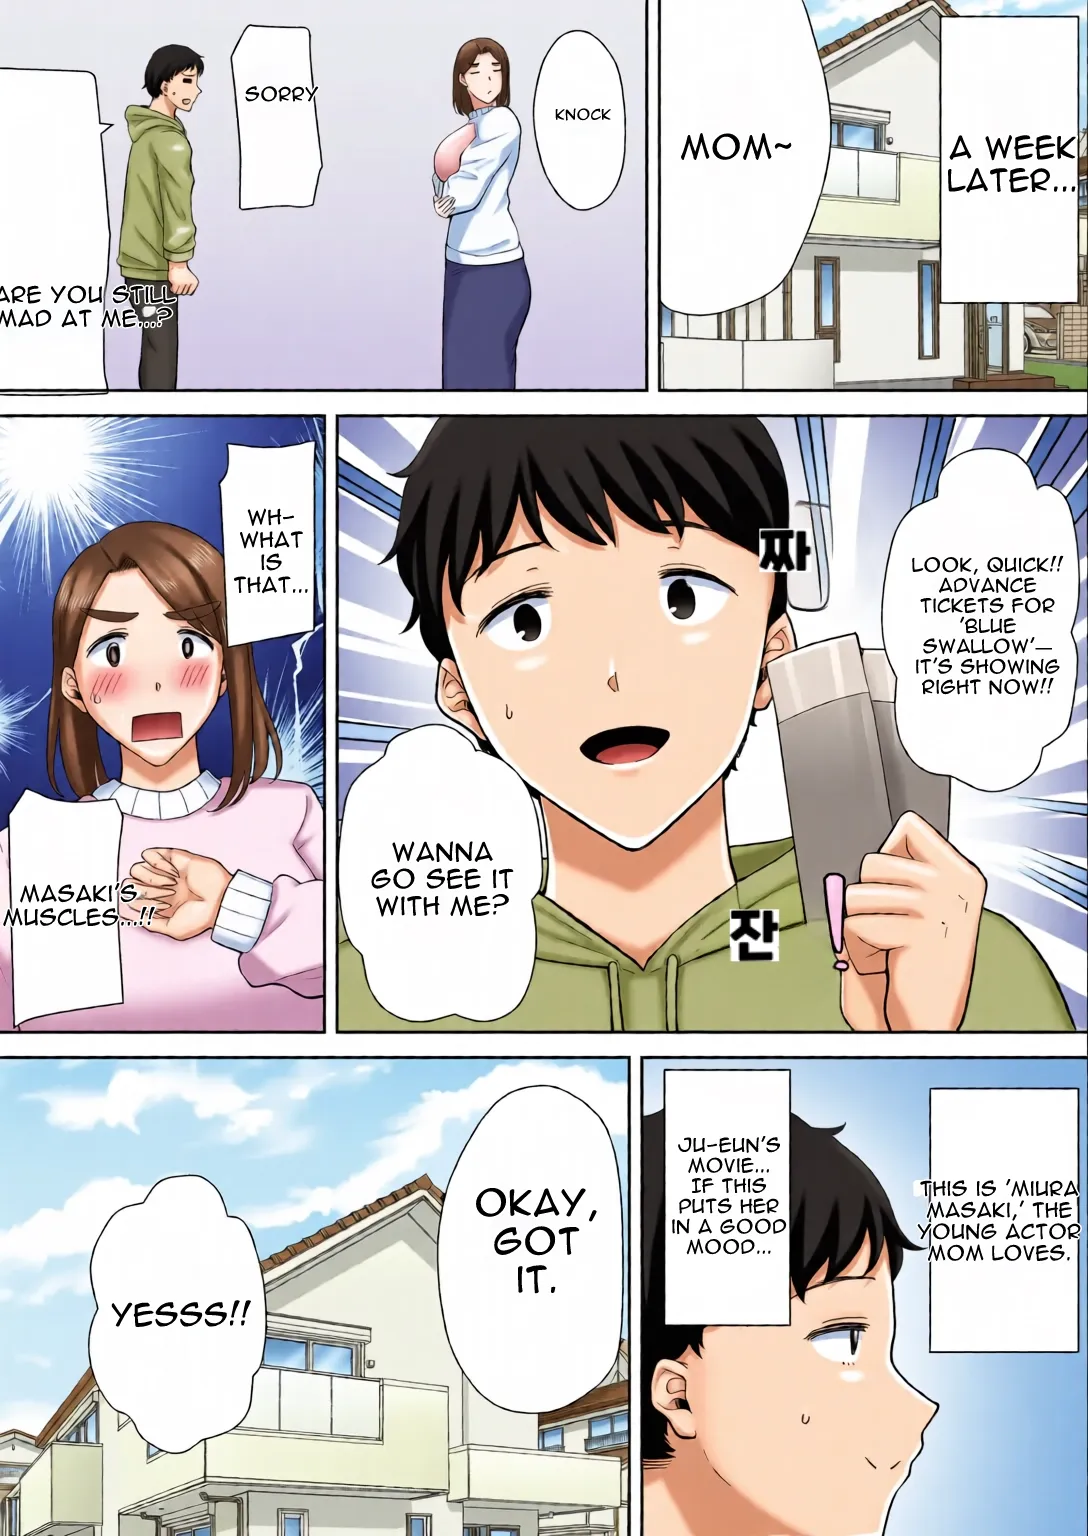 A WEEK
LATER...
MOM~
KNOCK
SORRY
ARE YOU STILL
MAD AT ME...?
LOOK, QUICK!!
ADVANCE
TICKETS FOR
'BLUE
SWALLOW'—
IT'S SHOWING
RIGHT NOW!!
짜
잔
!
WANNA
GO SEE IT
WITH ME?
WH-
WHAT
IS
THAT...
MASAKI'S
MUSCLES...!!
THIS IS 'MIURA
MASAKI,' THE
YOUNG ACTOR
MOM LOVES.
JU-EUN'S
MOVIE...
IF THIS
PUTS HER
IN A GOOD
MOOD...
OKAY,
GOT
IT.
YESSS!!